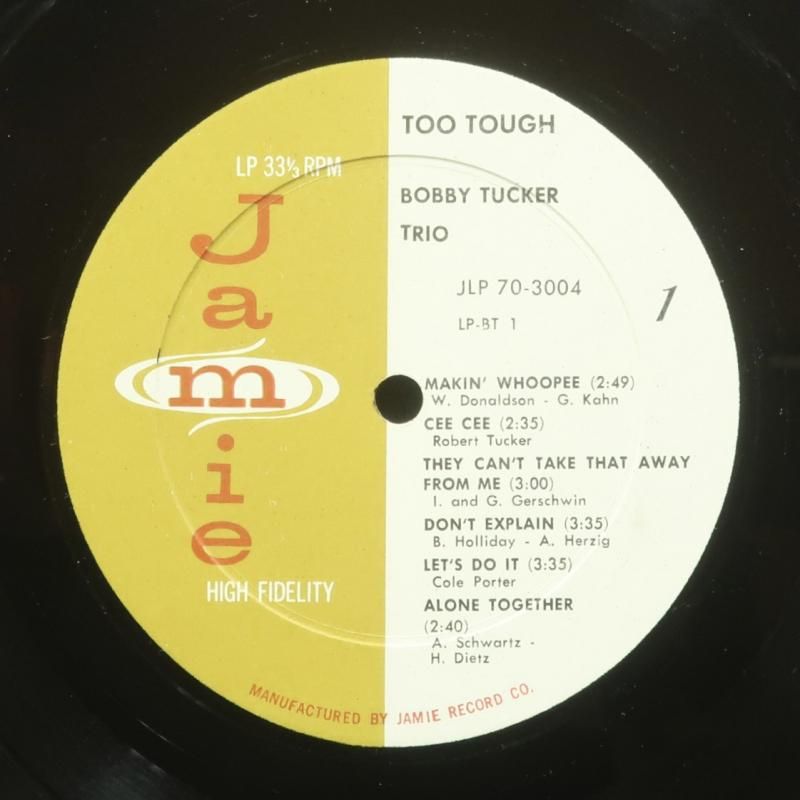 LP 33⅓ RPM
Jamie
HIGH FIDELITY
TOO TOUGH
BOBBY TUCKER
TRIO
JLP 70-3004
LP-BT 1
1
MAKIN' WHOOPEE (2:49)
W. Donaldson - G. Kahn
CEE CEE (2:35)
Robert Tucker
THEY CAN'T TAKE THAT AWAY
FROM ME (3:00)
I. and G. Gerschwin
DON'T EXPLAIN (3:35)
B. Holliday - A. Herzig
LET'S DO IT (3:35)
Cole Porter
ALONE TOGETHER
(2:40)
A. Schwartz -
H. Dietz
MANUFACTURED BY JAMIE RECORD CO.